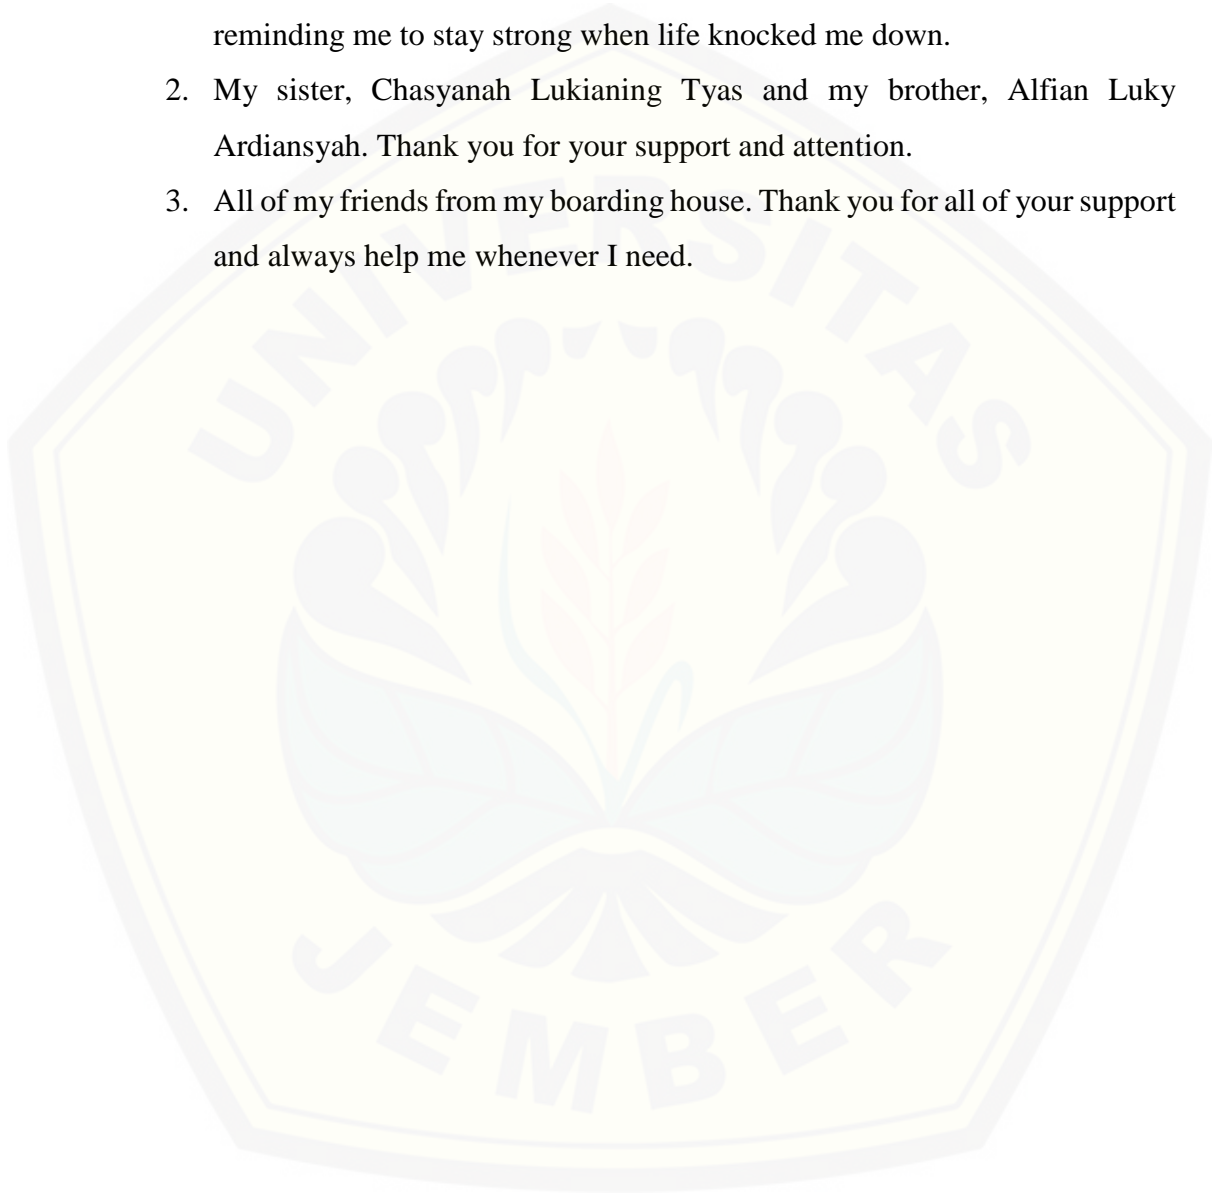 reminding me to stay strong when life knocked me down.
2. My sister, Chasyanah Lukianing Tyas and my brother, Alfian Luky
Ardiansyah. Thank you for your support and attention.
3. All of my friends from my boarding house. Thank you for all of your support
and always help me whenever I need.
UNIVERSITAS
JEMBER